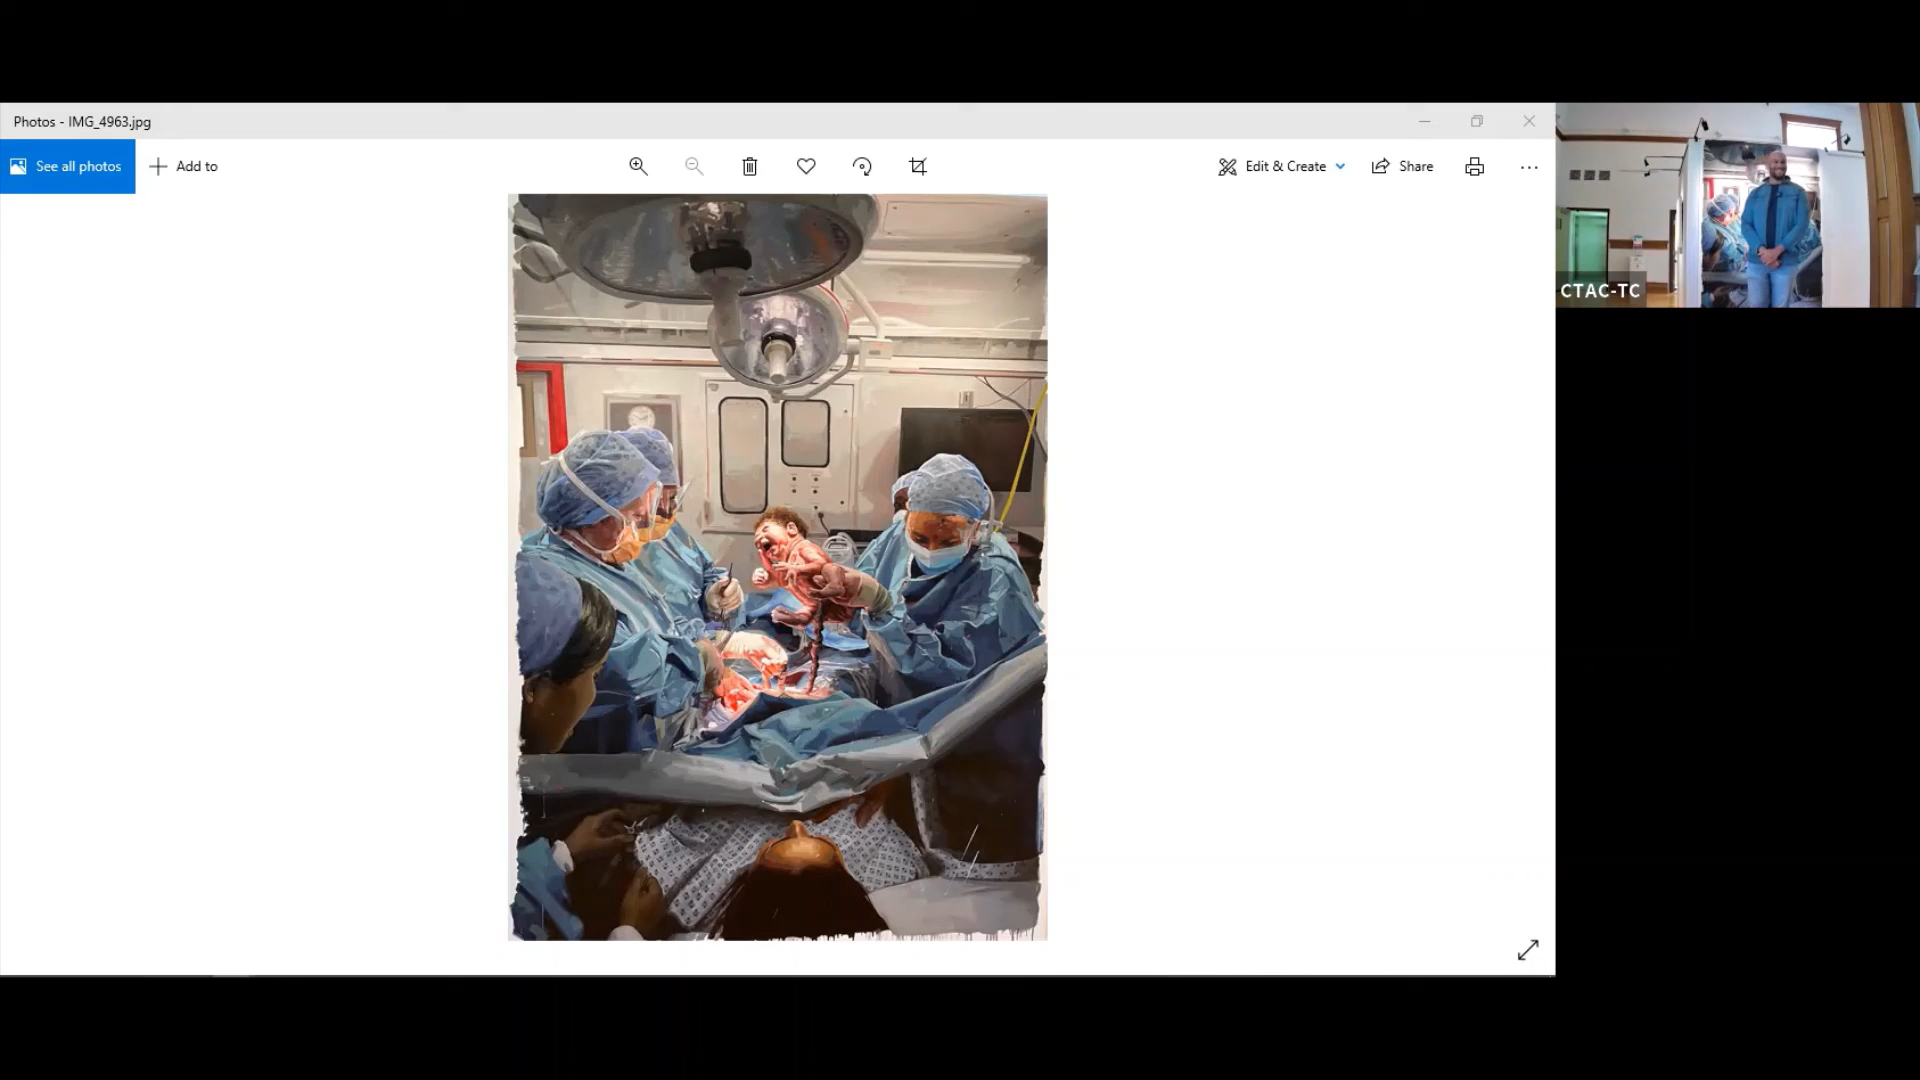 Photos - IMG_4963.jpg
See all photos
Add to
Edit & Create
Share
CTAC-TC